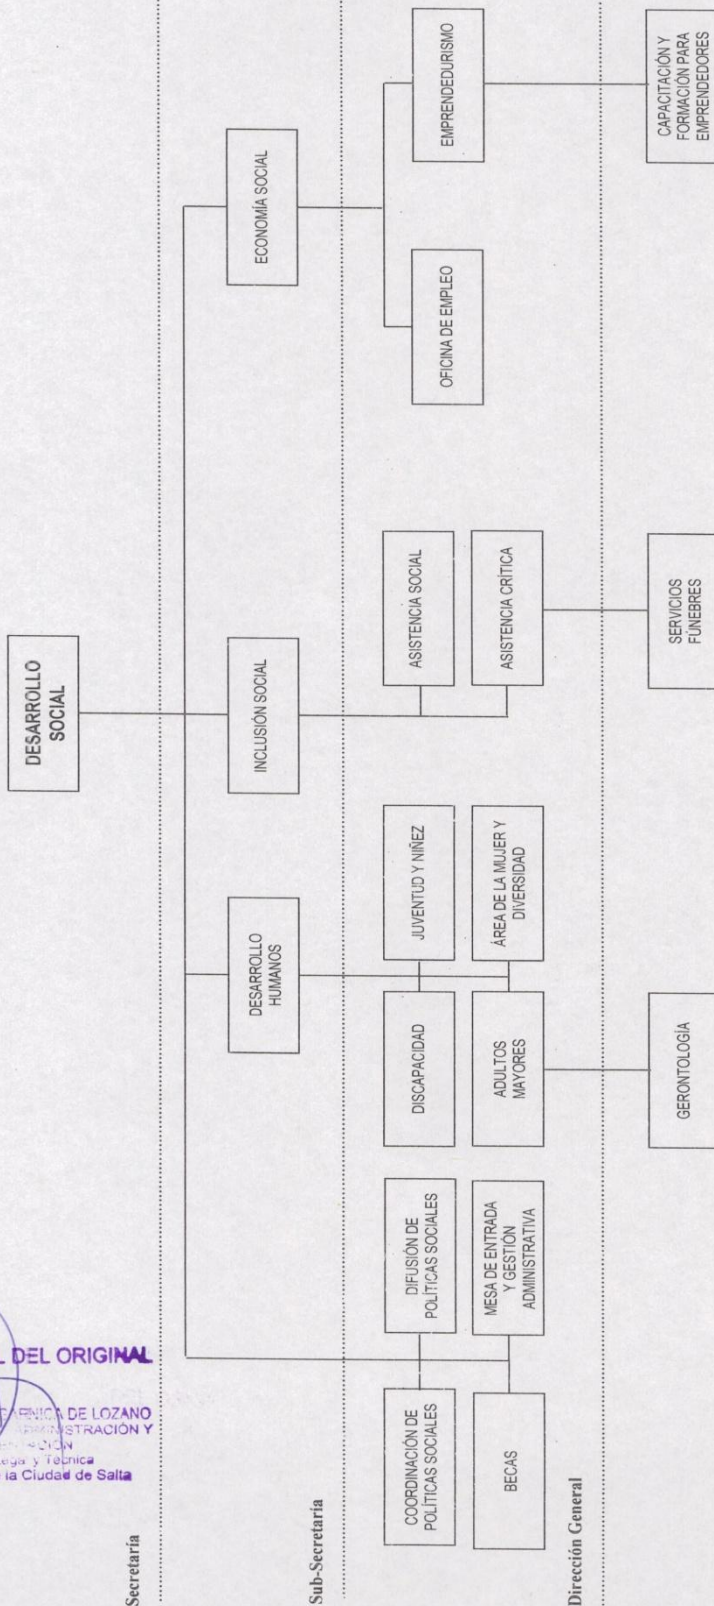 DESARROLLO
SOCIAL
Secretaría
DESARROLLO
HUMANOS
INCLUSIÓN SOCIAL
ECONOMÍA SOCIAL
Sub-Secretaría
COORDINACIÓN DE
POLÍTICAS SOCIALES
DIFUSIÓN DE
POLÍTICAS SOCIALES
DISCAPACIDAD
JUVENTUD Y NIÑEZ
ASISTENCIA SOCIAL
OFICINA DE EMPLEO
EMPRENDEDURISMO
BECAS
MESA DE ENTRADA
Y GESTIÓN
ADMINISTRATIVA
ADULTOS
MAYORES
ÁREA DE LA MUJER Y
DIVERSIDAD
ASISTENCIA CRÍTICA
Dirección General
GERONTOLOGÍA
SERVICIOS
FÚNEBRES
CAPACITACIÓN Y
FORMACIÓN PARA
EMPRENDEDORES
DEL ORIGINAL
DE LOZANO
Y
y Técnica
la Ciudad de Salta